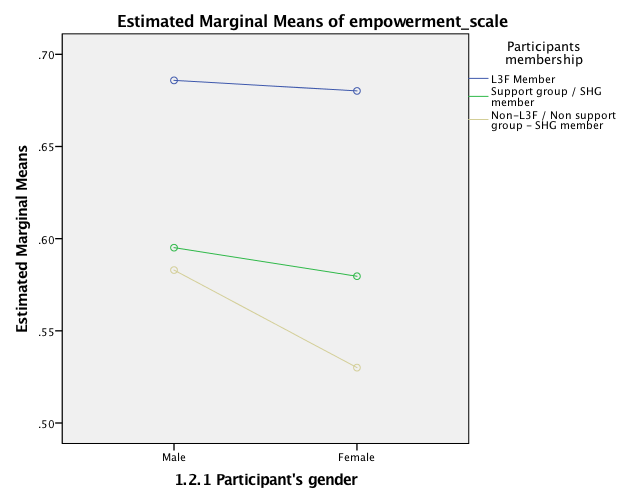 Estimated Marginal Means of empowerment_scale
Participants
membership
L3F Member
Support group / SHG
member
Non-L3F / Non support
group - SHG member
Estimated Marginal Means
.70
.65
.60
.55
.50
Male
Female
1.2.1 Participant's gender